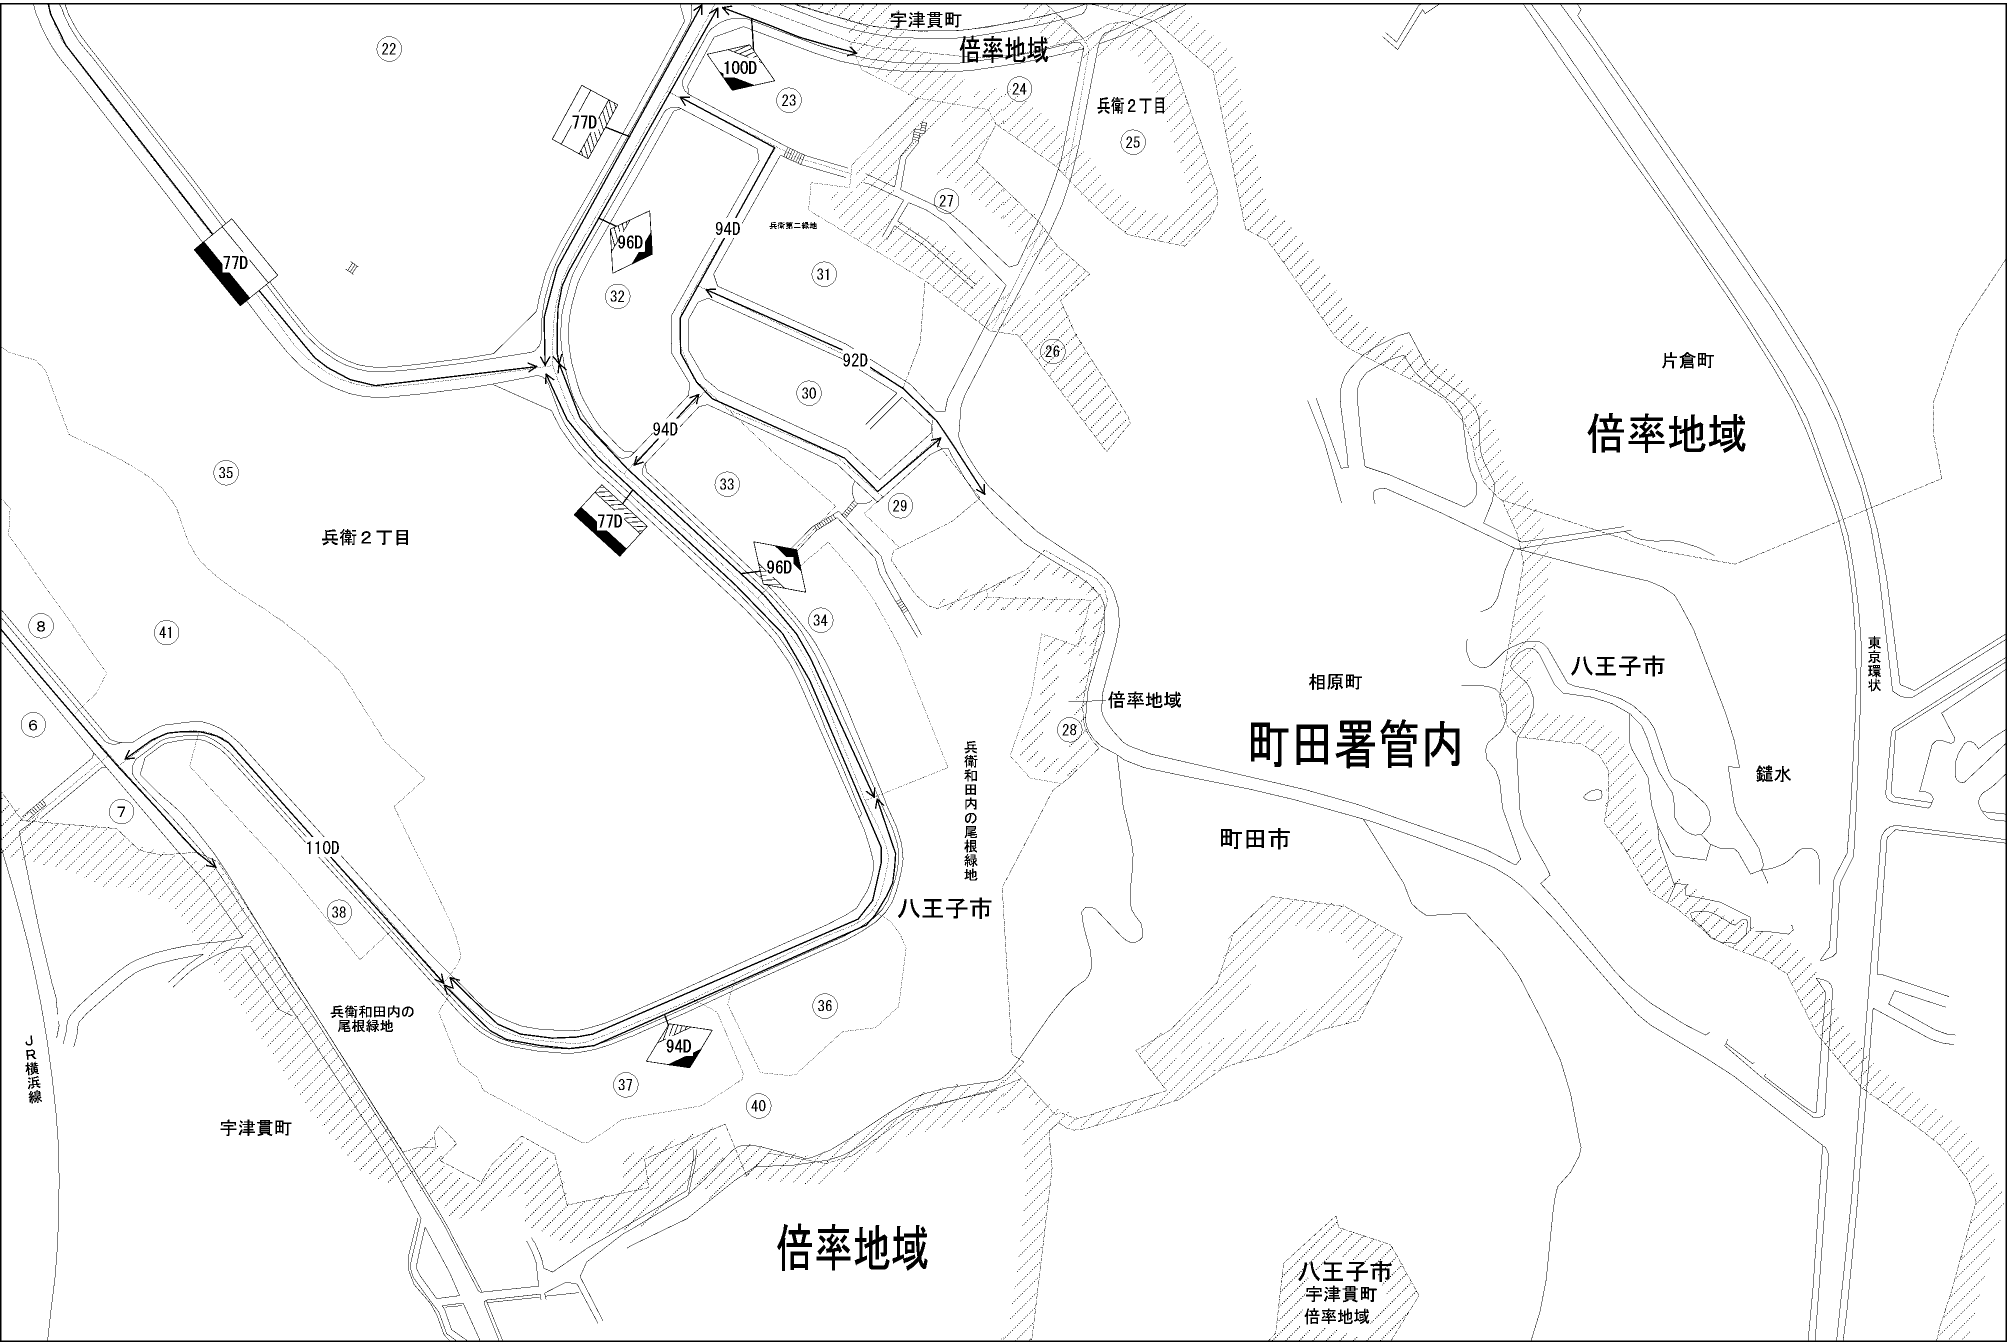 宇津貫町
倍率地域
22
100D
23
24
兵衛２丁目
25
77D
27
94D
兵衛第二緑地
96D
77D
31
32
26
92D
片倉町
30
倍率地域
94D
35
33
29
77D
兵衛２丁目
96D
34
8
41
東京環状
八王子市
相原町
倍率地域
28
6
町田署管内
兵衛和田内の尾根緑地
鑓水
7
町田市
110D
38
八王子市
36
兵衛和田内の
尾根緑地
94D
ＪＲ横浜線
37
40
宇津貫町
倍率地域
八王子市
宇津貫町
倍率地域